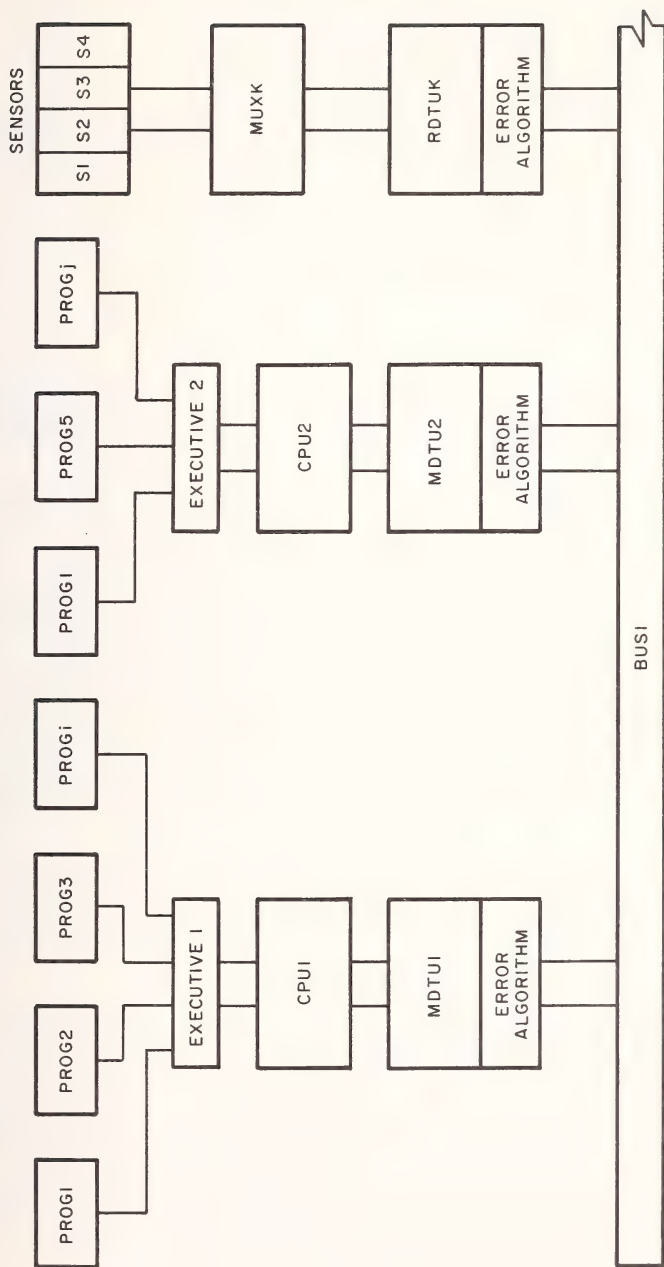 SENSORS
S1 S2 S3 S4
PROG1 PROG2 PROG3 PROGi PROG1 PROG5 PROGj
EXECUTIVE 1 EXECUTIVE 2 MUXK
CPU1 CPU2
MDTU1 MDTU2 RDTUK
ERROR ALGORITHM ERROR ALGORITHM ERROR ALGORITHM
BUS1